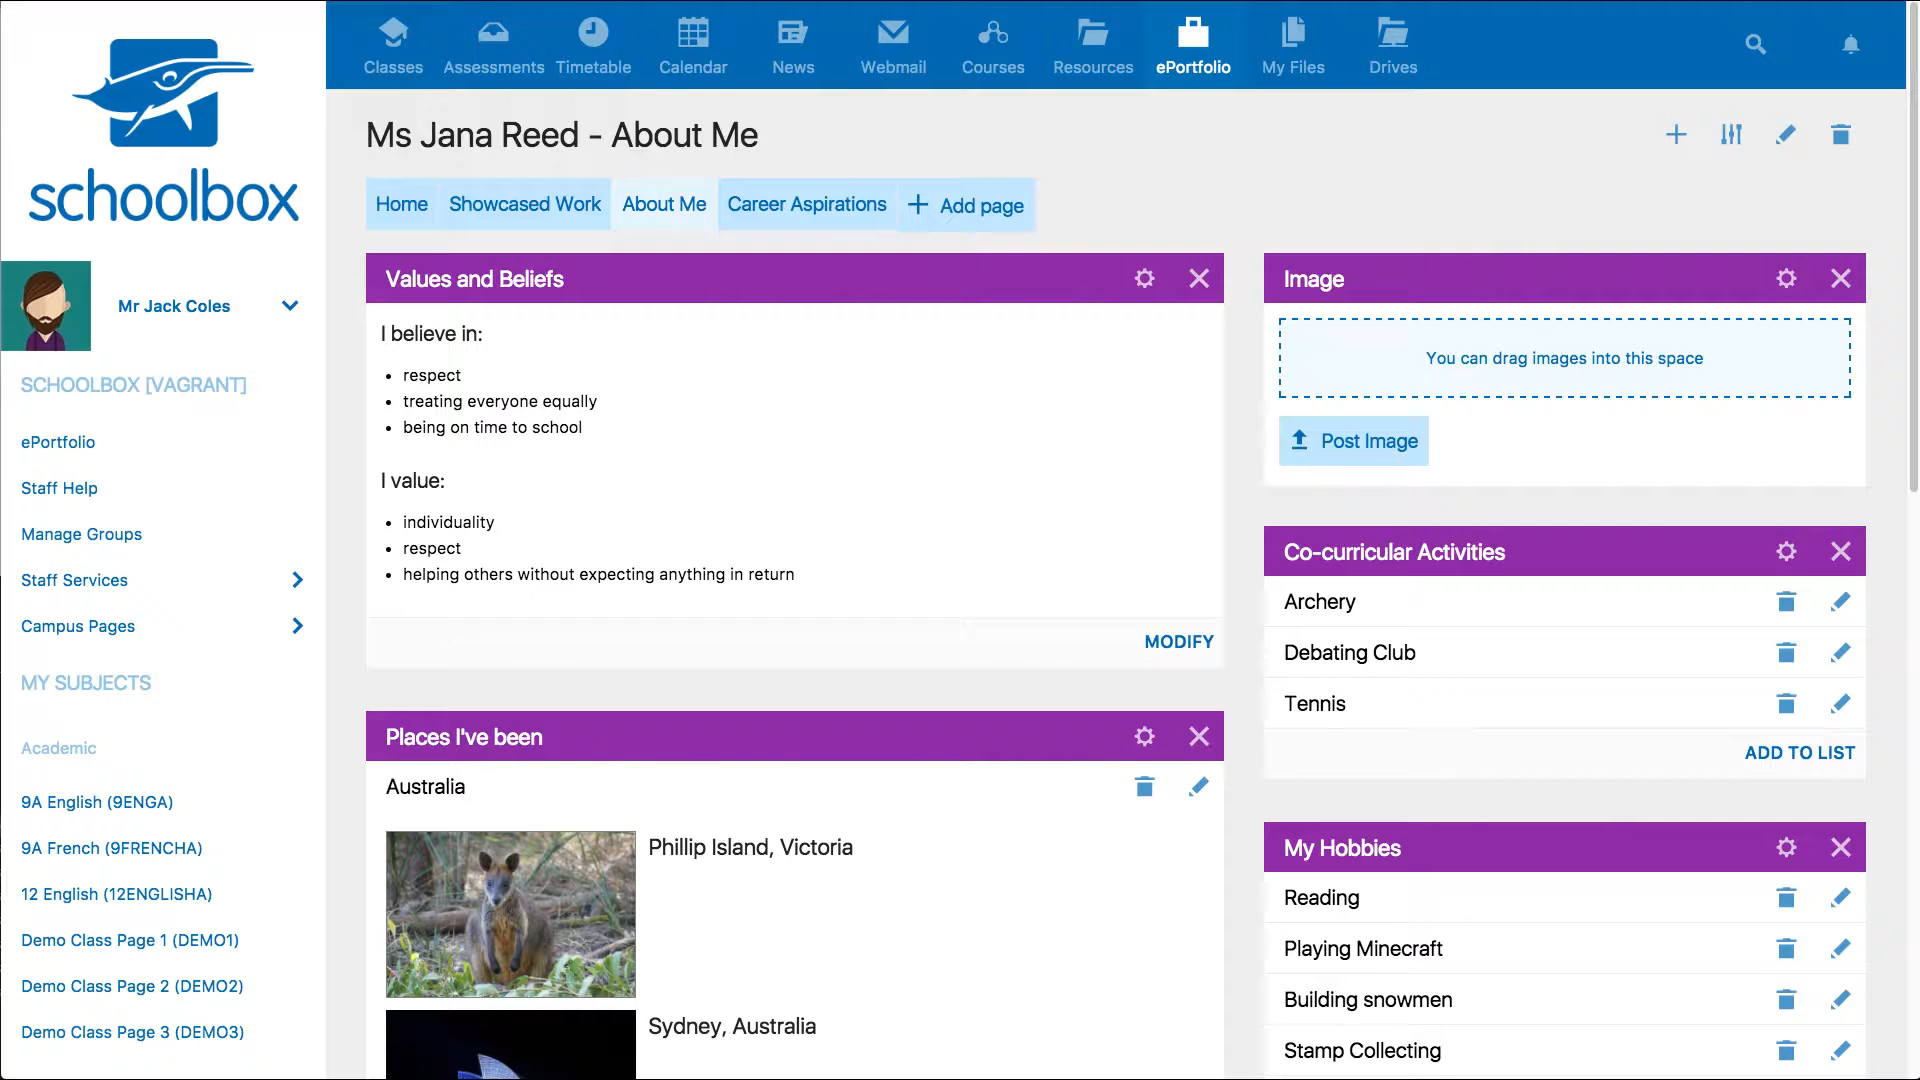 schoolbox
Classes
Assessments
Timetable
Calendar
News
Webmail
Courses
Resources
ePortfolio
My Files
Drives
Mr Jack Coles
SCHOOLBOX [VAGRANT]
ePortfolio
Staff Help
Manage Groups
Staff Services
Campus Pages
MY SUBJECTS
Academic
9A English (9ENGA)
9A French (9FRENCHA)
12 English (12ENGLISHA)
Demo Class Page 1 (DEMO1)
Demo Class Page 2 (DEMO2)
Demo Class Page 3 (DEMO3)
Ms Jana Reed - About Me
Home
Showcased Work
About Me
Career Aspirations
Add page
Values and Beliefs
I believe in:
respect
treating everyone equally
being on time to school
I value:
individuality
respect
helping others without expecting anything in return
MODIFY
Places I've been
Australia
Phillip Island, Victoria
Sydney, Australia
Image
You can drag images into this space
Post Image
Co-curricular Activities
Archery
Debating Club
Tennis
ADD TO LIST
My Hobbies
Reading
Playing Minecraft
Building snowmen
Stamp Collecting